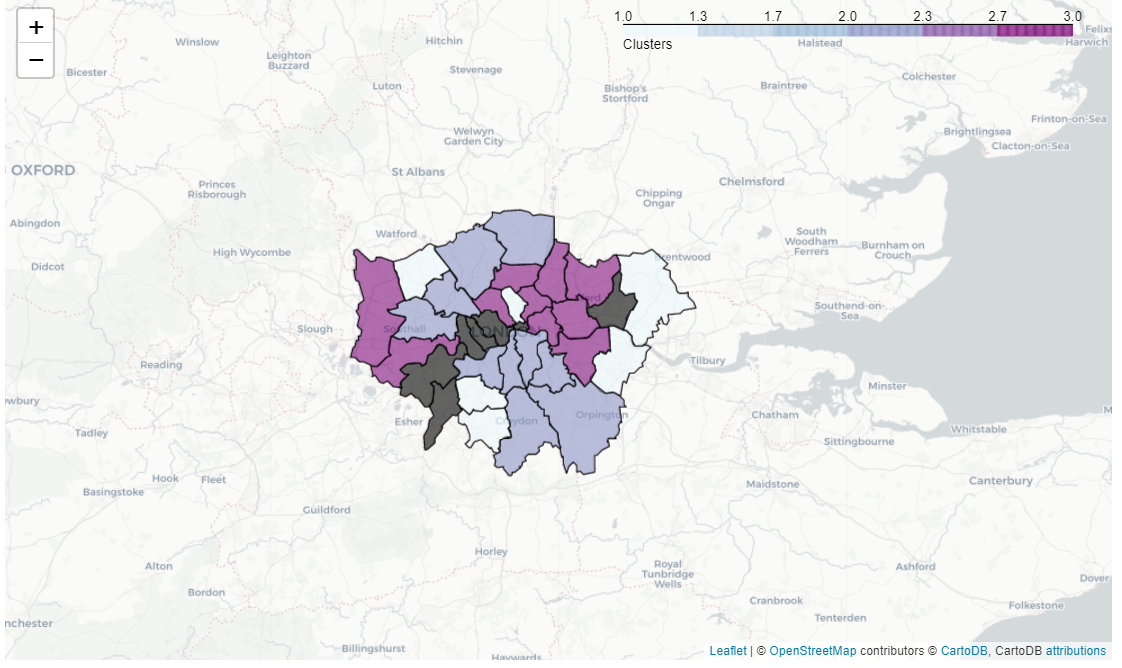 +
−
1.0 1.3 1.7 2.0 2.3 2.7 3.0
Clusters
Felixs
Winslow
Hitchin
Halstead
Harwich
Leighton
Buzzard
Bicester
Stevenage
Colchester
Luton
Bishop's
Stortford
Braintree
Frinton-on-Sea
Welwyn
Garden City
Brightlingsea
Clacton-on-Sea
OXFORD
St Albans
Princes
Risborough
Chelmsford
Chipping
Ongar
Abingdon
Watford
South
Woodham
Ferrers
Burnham on
Crouch
High Wycombe
Brentwood
Didcot
Southend-on-
Sea
Slough
Southall
LONDON
Reading
Tilbury
Minster
wbury
Esher
Croydon
Orpington
Chatham
M
Tadley
Whitstable
Sittingbourne
Hook
Fleet
Basingstoke
Maidstone
Canterbury
Guildford
Horley
Alton
Royal
Tunbridge
Wells
Ashford
Dover
Bordon
Cranbrook
Folkestone
Tenterden
nchester
Billingshurst
Haywards
Leaflet | © OpenStreetMap contributors © CartoDB, CartoDB attributions